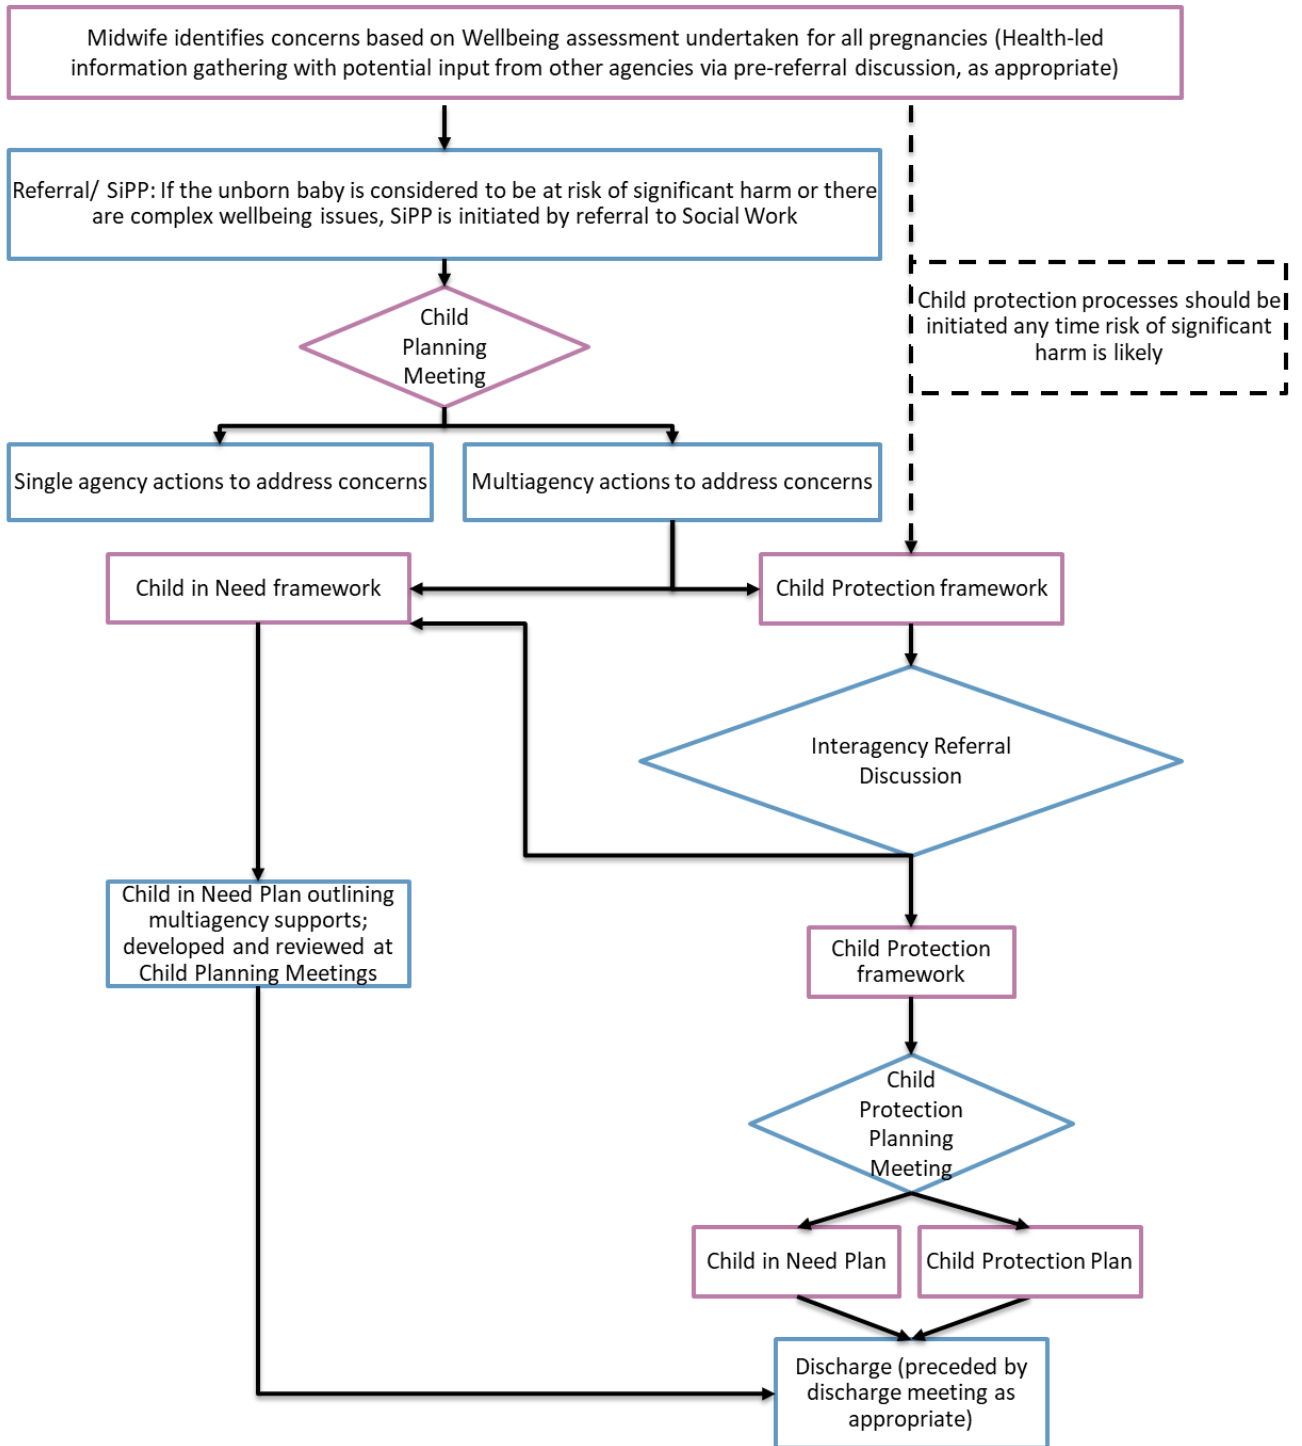 Midwife identifies concerns based on Wellbeing assessment undertaken for all pregnancies (Health-led
information gathering with potential input from other agencies via pre-referral discussion, as appropriate)
Referral/ SiPP: If the unborn baby is considered to be at risk of significant harm or there
are complex wellbeing issues, SiPP is initiated by referral to Social Work
Child protection processes should be
initiated any time risk of significant
harm is likely
Child
Planning
Meeting
Single agency actions to address concerns
Multiagency actions to address concerns
Child in Need framework
Child Protection framework
Interagency Referral
Discussion
Child in Need Plan outlining
multiagency supports;
developed and reviewed at
Child Planning Meetings
Child Protection
framework
Child
Protection
Planning
Meeting
Child in Need Plan
Child Protection Plan
Discharge (preceded by
discharge meeting as
appropriate)